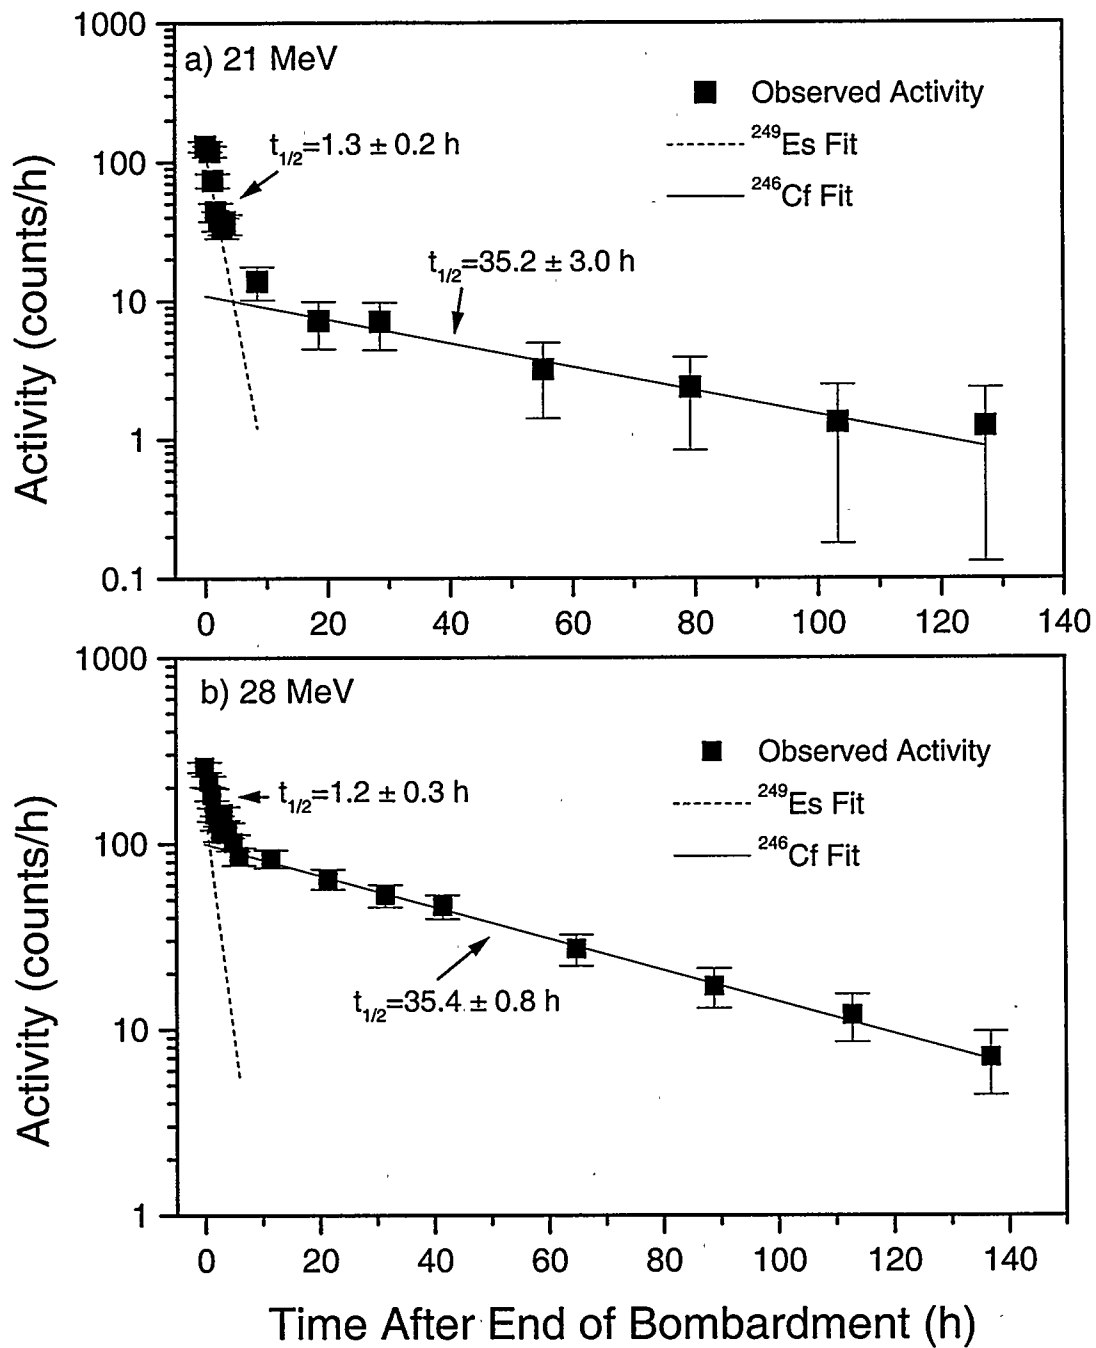 1000
a) 21 MeV
Observed Activity
t1/2=1.3 ± 0.2 h
249Es Fit
100
246Cf Fit
t1/2=35.2 ± 3.0 h
10
1
0.1
Activity (counts/h)
0 20 40 60 80 100 120 140
1000
b) 28 MeV
Observed Activity
t1/2=1.2 ± 0.3 h
249Es Fit
100
246Cf Fit
t1/2=35.4 ± 0.8 h
10
1
Activity (counts/h)
0 20 40 60 80 100 120 140
Time After End of Bombardment (h)